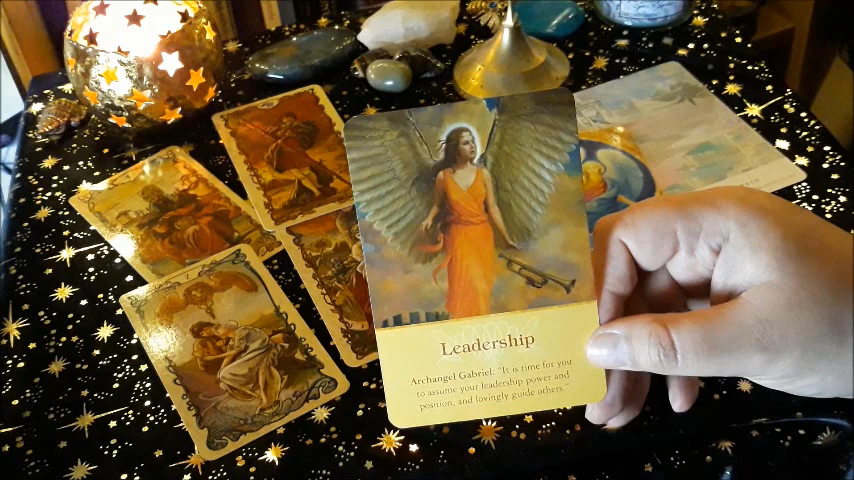 Leadership
Archangel Gabriel: "It is time for you
to assume your leadership power and
position, and lovingly guide others."